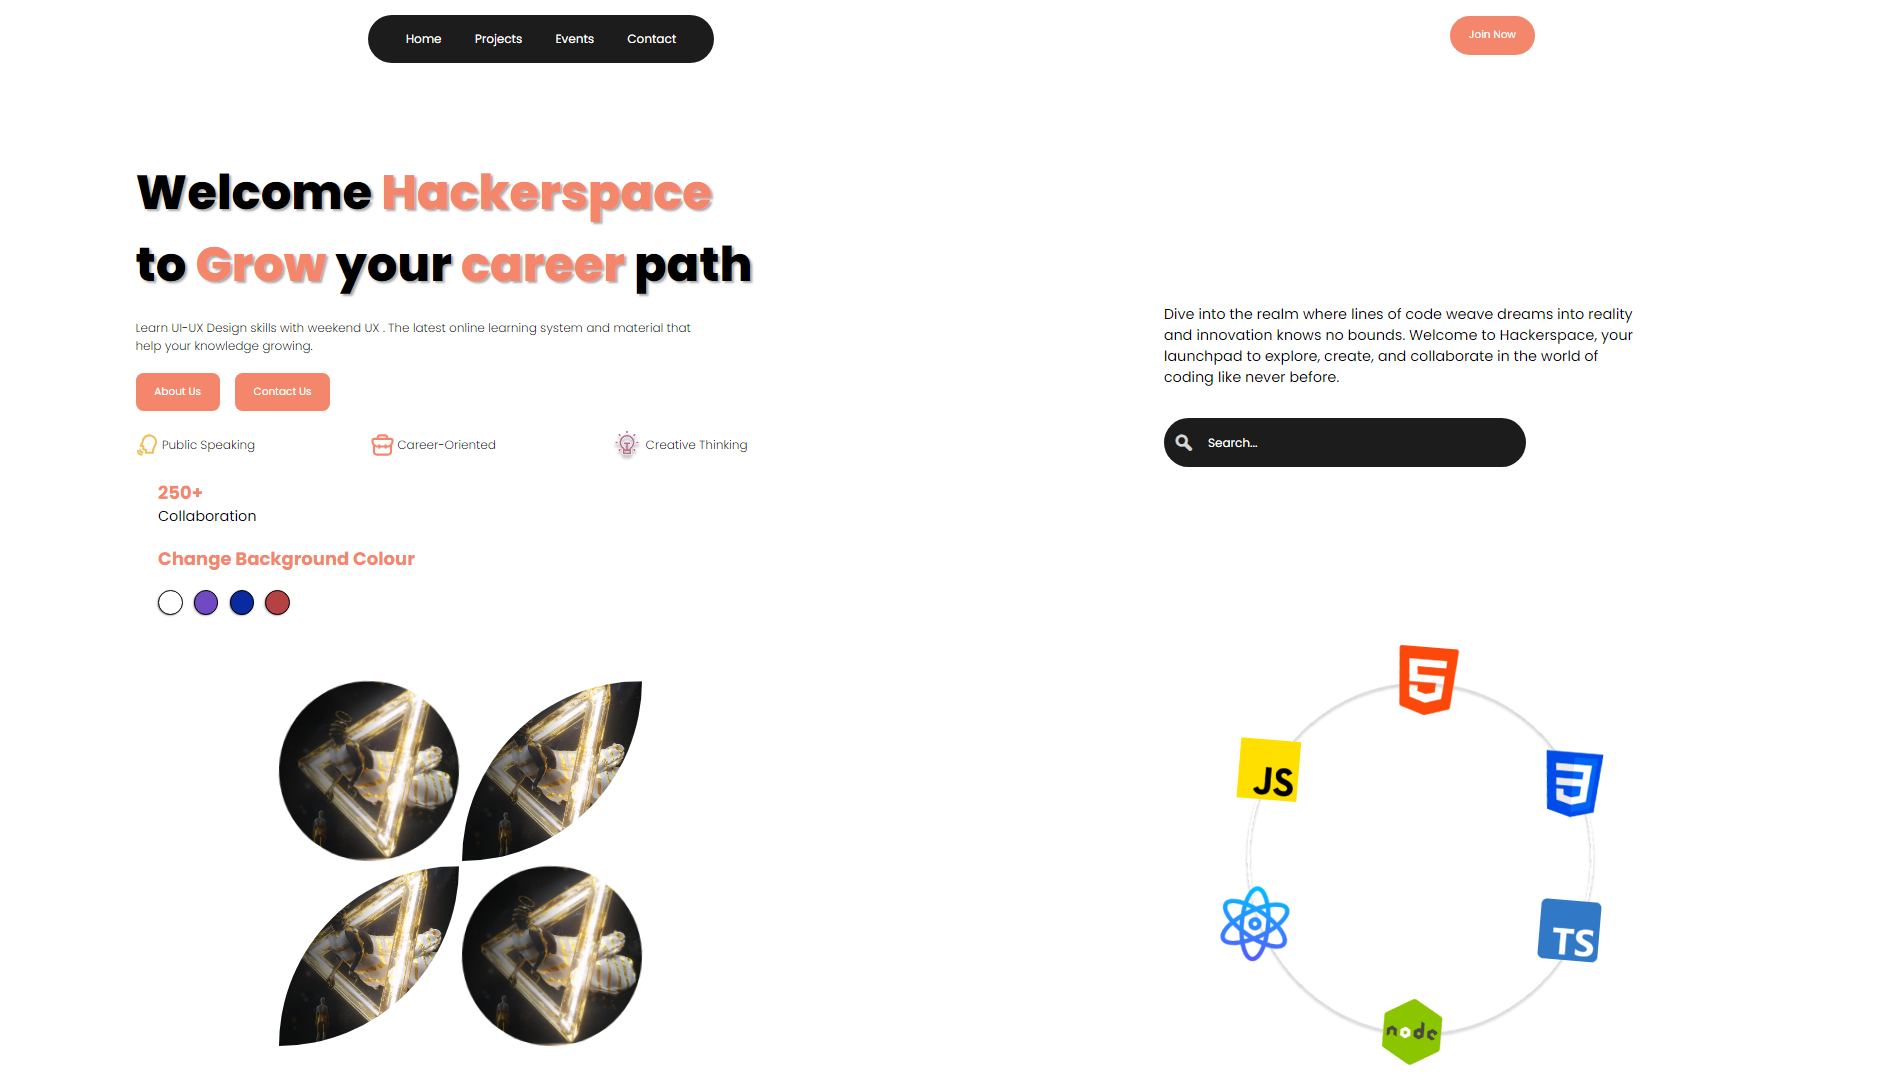 Home Projects Events Contact
Join Now
Welcome Hackerspace
to Grow your career path
Learn UI-UX Design skills with weekend UX . The latest online learning system and material that
help your knowledge growing.
About Us Contact Us
Public Speaking Career-Oriented Creative Thinking
250+
Collaboration
Change Background Colour
Dive into the realm where lines of code weave dreams into reality
and innovation knows no bounds. Welcome to Hackerspace, your
launchpad to explore, create, and collaborate in the world of
coding like never before.
Search...
5
JS
3
TS
node